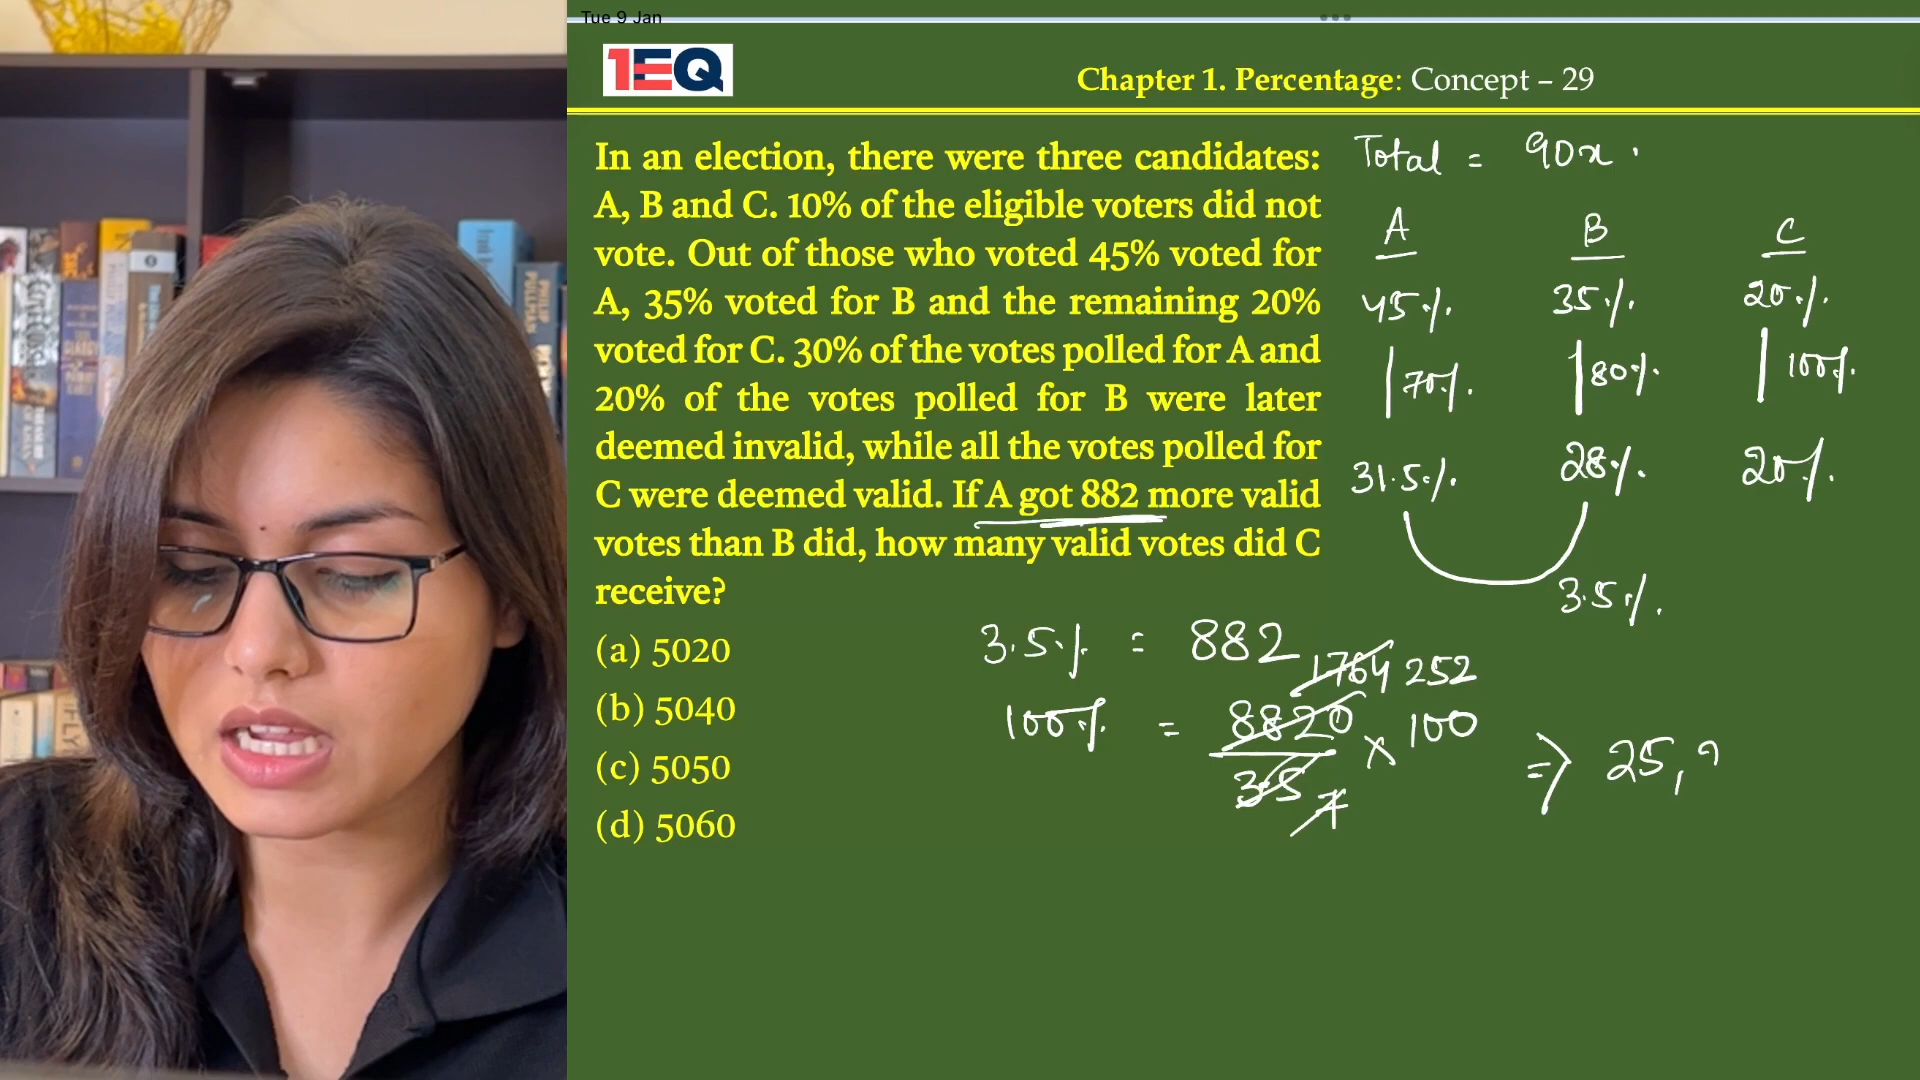 Tue 9 Jan
1EQ
Chapter 1. Percentage: Concept – 29
In an election, there were three candidates:
A, B and C. 10% of the eligible voters did not
vote. Out of those who voted 45% voted for
A, 35% voted for B and the remaining 20%
voted for C. 30% of the votes polled for A and
20% of the votes polled for B were later
deemed invalid, while all the votes polled for
C were deemed valid. If A got 882 more valid
votes than B did, how many valid votes did C
receive?
(a) 5020
(b) 5040
(c) 5050
(d) 5060
Total = 90x
A B C
45% 35% 20%
70% 80% 100%
31.5% 28% 20%
3.5%
3.5% = 882
1764 252
100% = 8820 × 100 ⇒ 25,
35 7
FLY